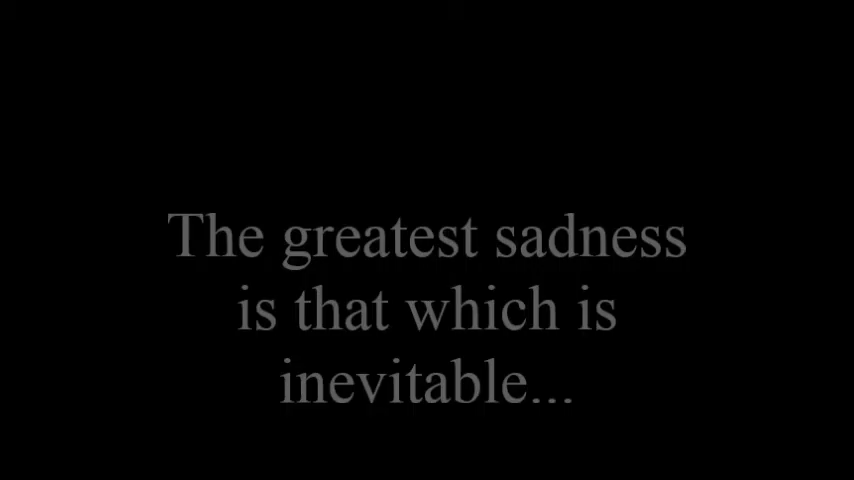 The greatest sadness
is that which is
inevitable...